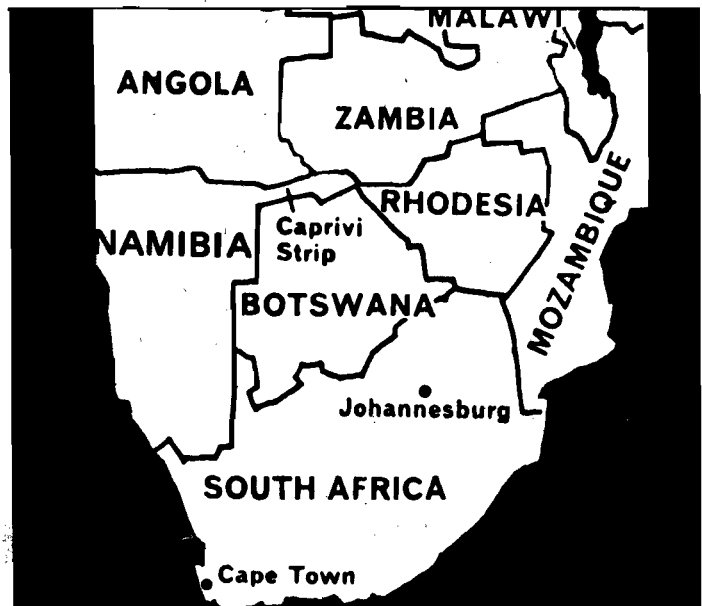 MALAWI
ANGOLA
ZAMBIA
RHODESIA
MOZAMBIQUE
Caprivi
Strip
NAMIBIA
BOTSWANA
Johannesburg
SOUTH AFRICA
Cape Town